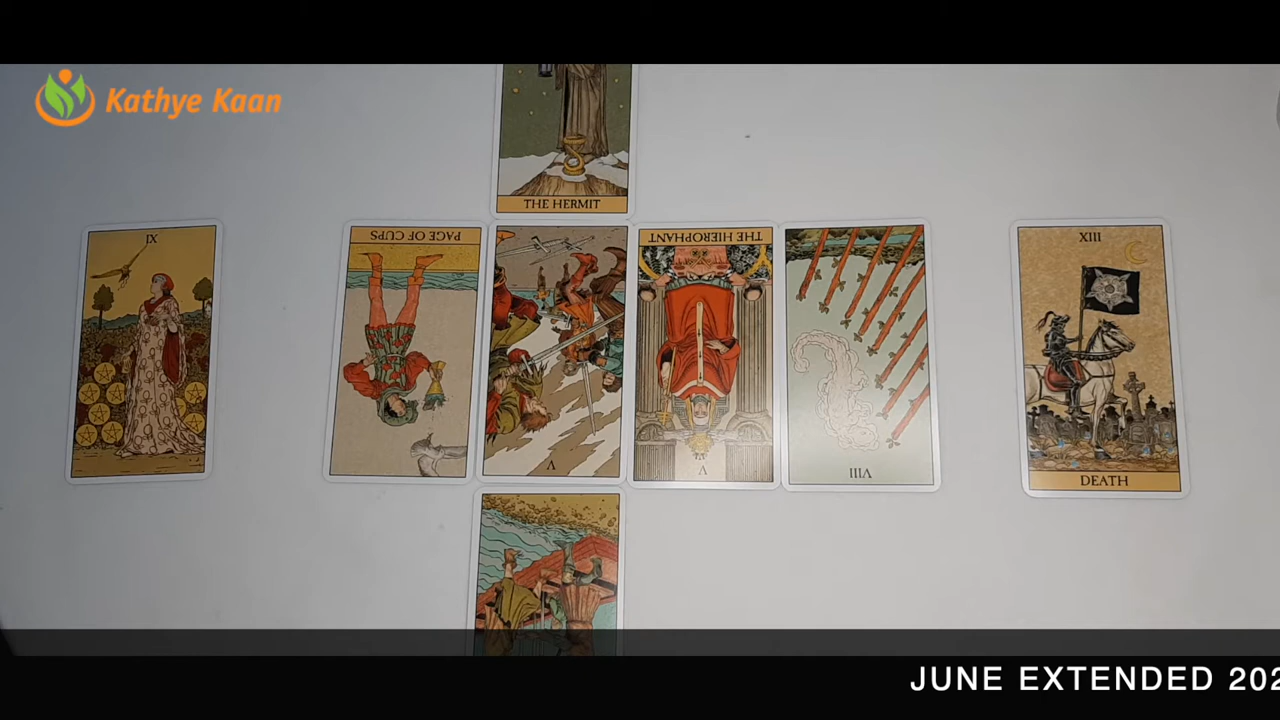 Kathye Kaan
THE HERMIT
IX
PAGE OF CUPS
V
THE HIEROPHANT
V
VIII
XIII
DEATH
JUNE EXTENDED 202